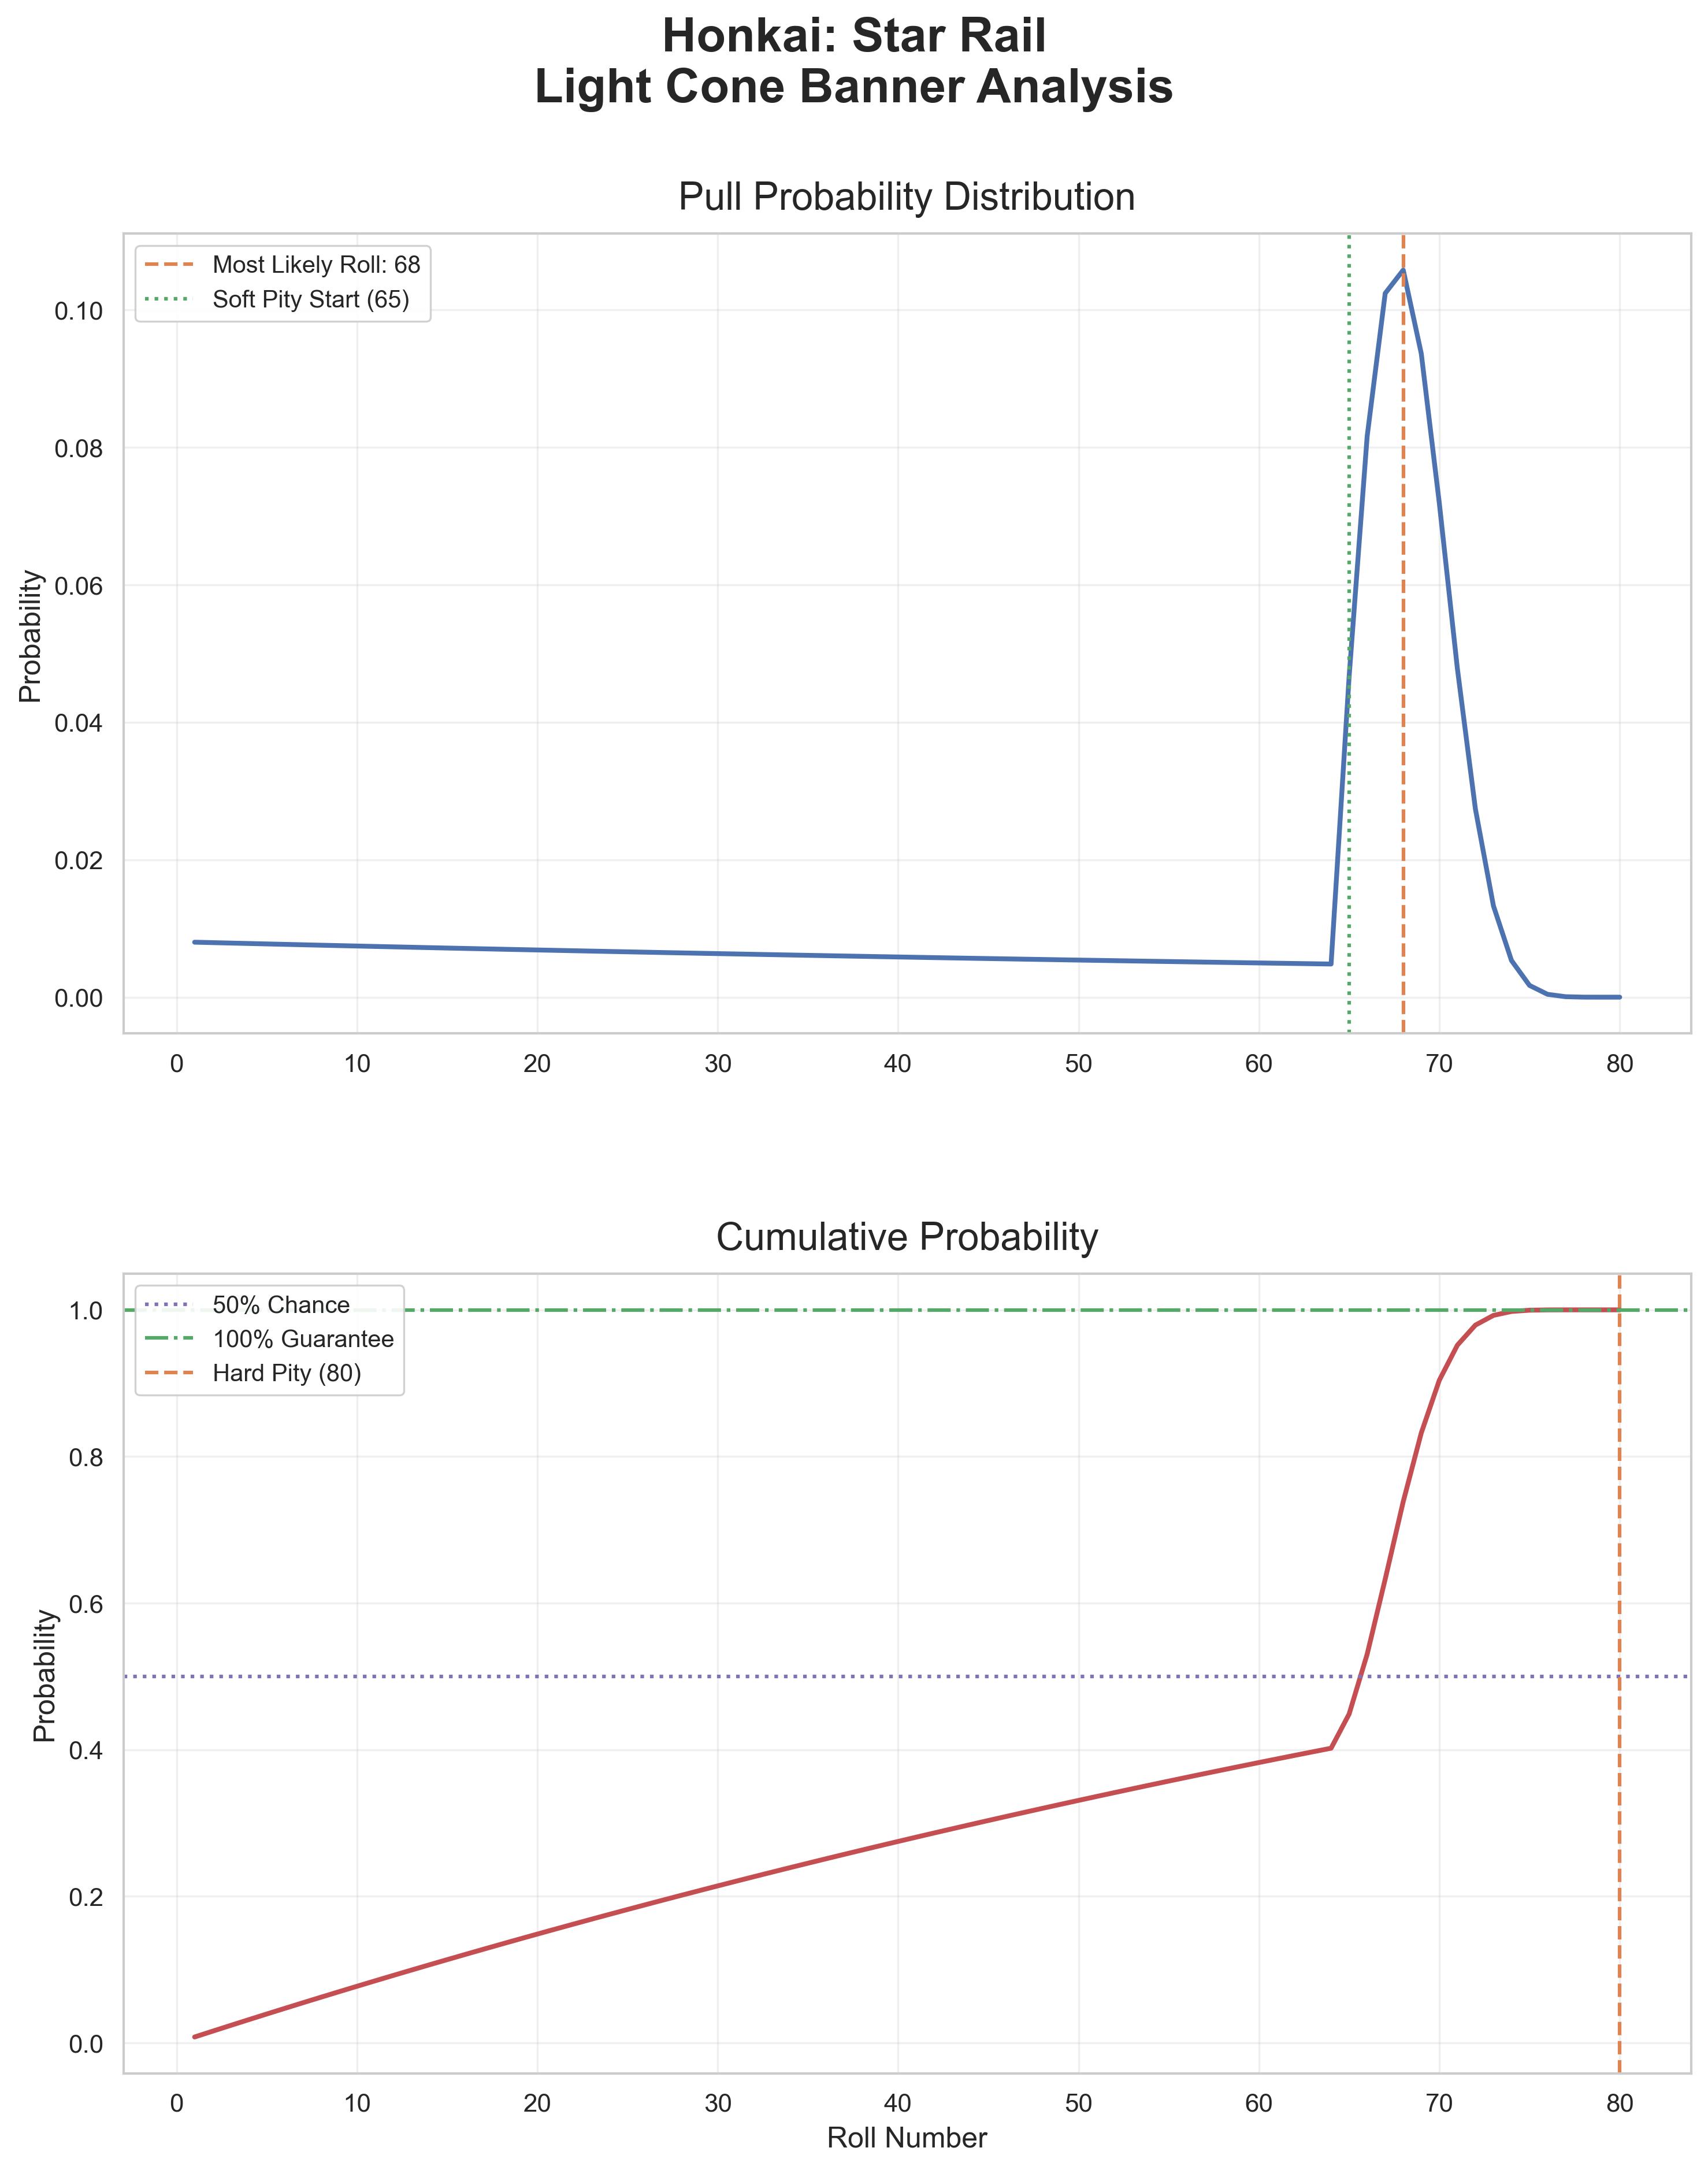 Honkai: Star Rail
Light Cone Banner Analysis
Pull Probability Distribution
Most Likely Roll: 68
Soft Pity Start (65)
Probability
0.10
0.08
0.06
0.04
0.02
0.00
0 10 20 30 40 50 60 70 80
Cumulative Probability
50% Chance
100% Guarantee
Hard Pity (80)
Probability
1.0
0.8
0.6
0.4
0.2
0.0
0 10 20 30 40 50 60 70 80
Roll Number